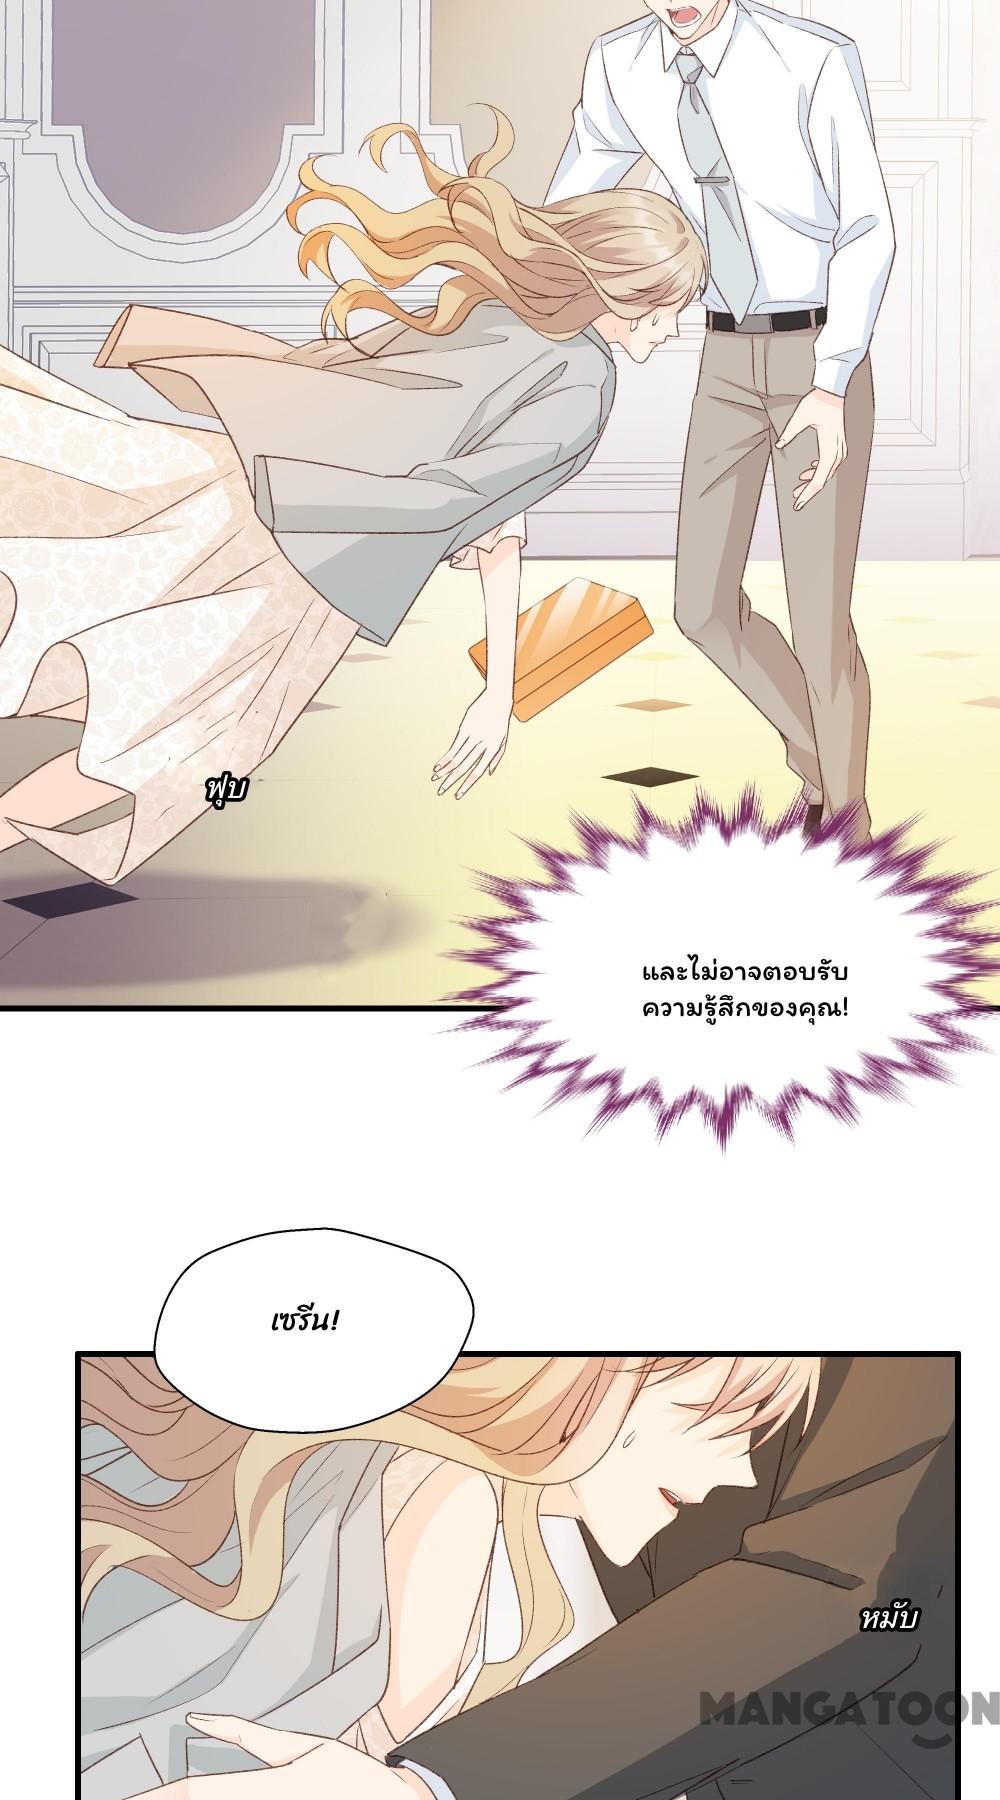 ฟุบ
และไม่อาจตอบรับ
ความรู้สึกของคุณ!
เซรีน!
หมับ
MANGATOON